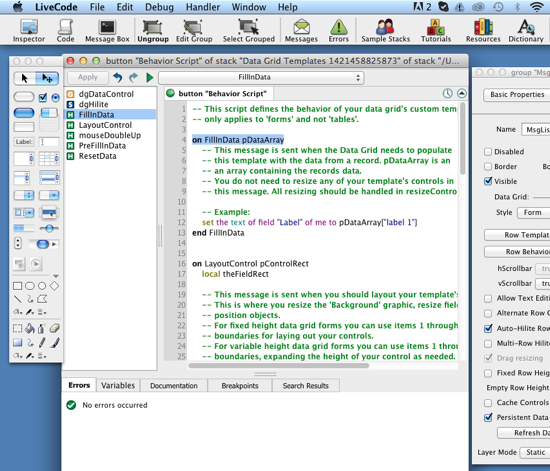 LiveCode File Edit Debug Handler Window Help
Inspector Code Message Box Ungroup Edit Group Select Grouped Messages Errors Sample Stacks Tutorials Resources Dictionary
button "Behavior Script" of stack "Data Grid Templates 1421458825873" of stack "/U...
group "Msg
Apply
FillInData
button "Behavior Script"
dgDataControl
dgHilite
FillInData
LayoutControl
mouseDoubleUp
PreFillInData
ResetData
Label:
1 -- This script defines the behavior of your data grid's custom tem
2 -- only applies to 'forms' and not 'tables'.
3
4 on FillInData pDataArray
5 -- This message is sent when the Data Grid needs to populate
6 -- this template with the data from a record. pDataArray is an
7 -- an array containing the records data.
8 -- You do not need to resize any of your template's controls in
9 -- this message. All resizing should be handled in resizeContro
10
11 -- Example:
12 set the text of field "Label" of me to pDataArray["label 1"]
13 end FillInData
14
15
16 on LayoutControl pControlRect
17 local theFieldRect
18
19 -- This message is sent when you should layout your template's
20 -- This is where you resize the 'Background' graphic, resize fiel
21 -- position objects.
22 -- For fixed height data grid forms you can use items 1 through
23 -- boundaries for laying out your controls.
24 -- For variable height data grid forms you can use items 1 throu
25 -- boundaries, expanding the height of your control as needed.
Errors Variables Documentation Breakpoints Search Results
No errors occurred
Basic Properties
Name MsgLis
Disabled
Border Bo
Visible
Data Grid:
Style Form
Row Templat
Row Behavio
hScrollbar tru
vScrollbar true
Allow Text Editi
Alternate Row C
Auto-Hilite Row
Multi-Row Hilit
Drag resizing
Fixed Row Heigh
Empty Row Height
Cache Controls
Persistent Data
Refresh Da
Layer Mode Static